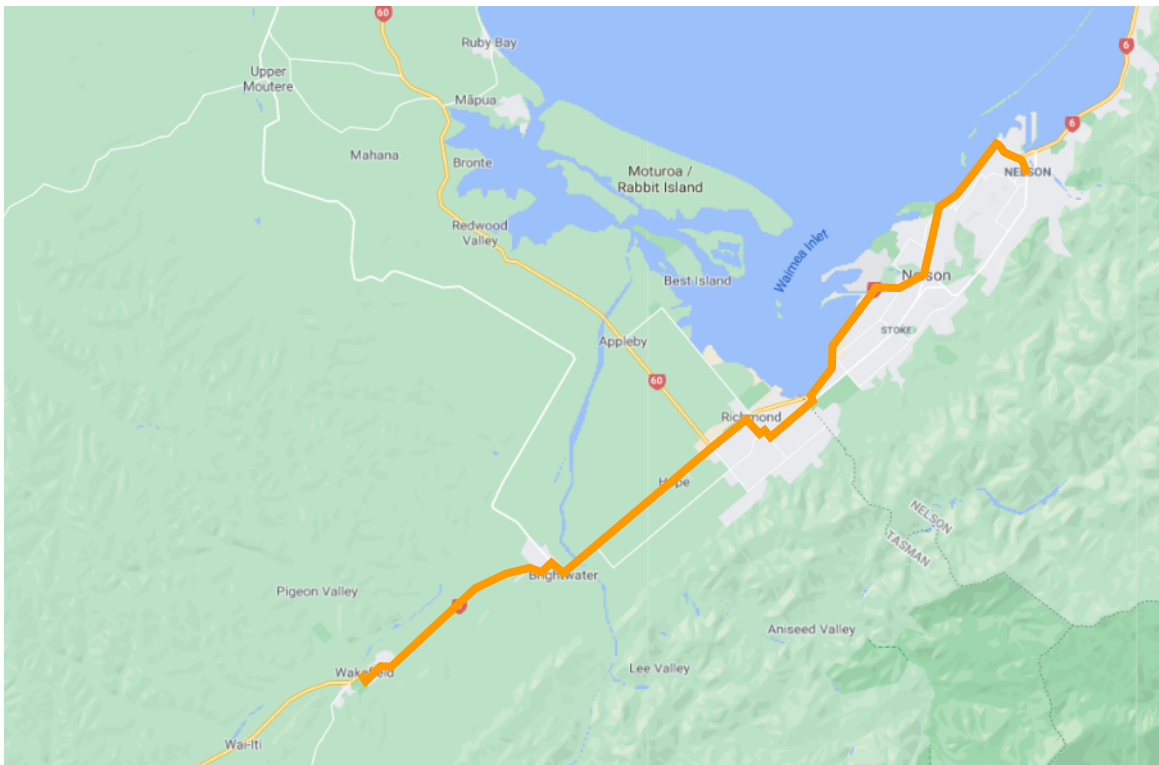 60
Ruby Bay
6
Upper
Moutere
Māpua
6
Mahana
Bronte
Moturoa /
Rabbit Island
NELSON
Redwood
Valley
Waimea Inlet
Best Island
Nelson
STOKE
Appleby
60
Richmond
Hope
NELSON
TASMAN
Brightwater
Pigeon Valley
Aniseed Valley
Lee Valley
Wakefield
Wai-Iti